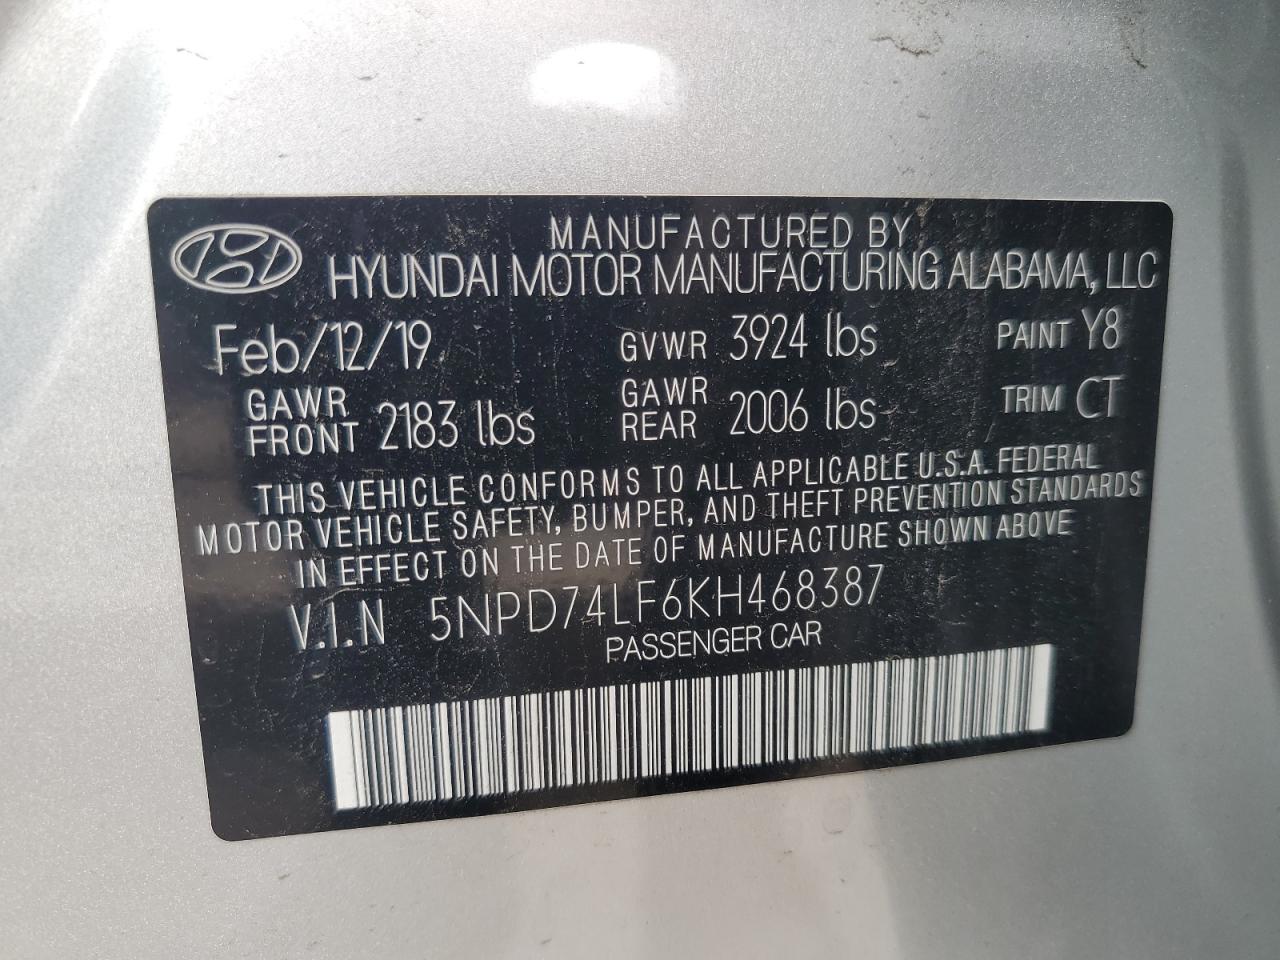 MANUFACTURED BY
HYUNDAI MOTOR MANUFACTURING ALABAMA, LLC
Feb/12/19 GVWR 3924 lbs PAINT Y8
GAWR FRONT 2183 lbs GAWR REAR 2006 lbs TRIM CT
THIS VEHICLE CONFORMS TO ALL APPLICABLE U.S.A. FEDERAL
MOTOR VEHICLE SAFETY, BUMPER, AND THEFT PREVENTION STANDARDS
IN EFFECT ON THE DATE OF MANUFACTURE SHOWN ABOVE
V.I.N 5NPD74LF6KH468387
PASSENGER CAR